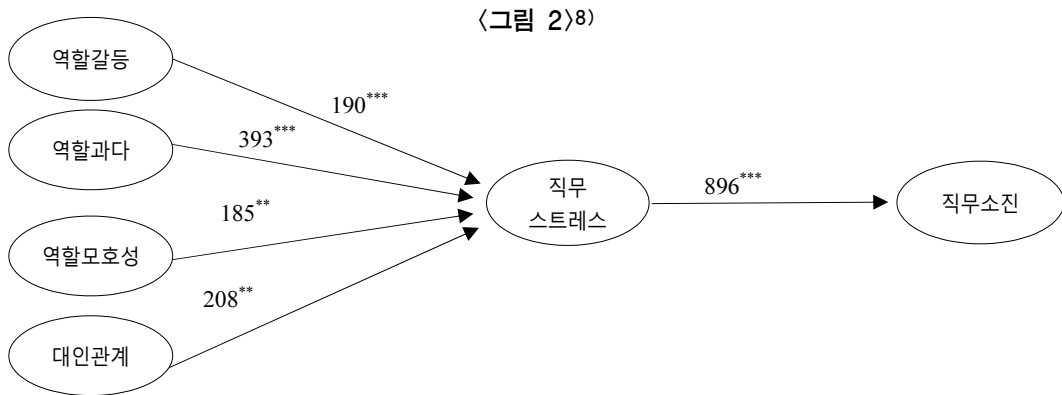 〈그림 2〉8)
역할갈등
190***
역할과다
393***
직무
스트레스
896***
직무소진
185**
역할모호성
208**
대인관계